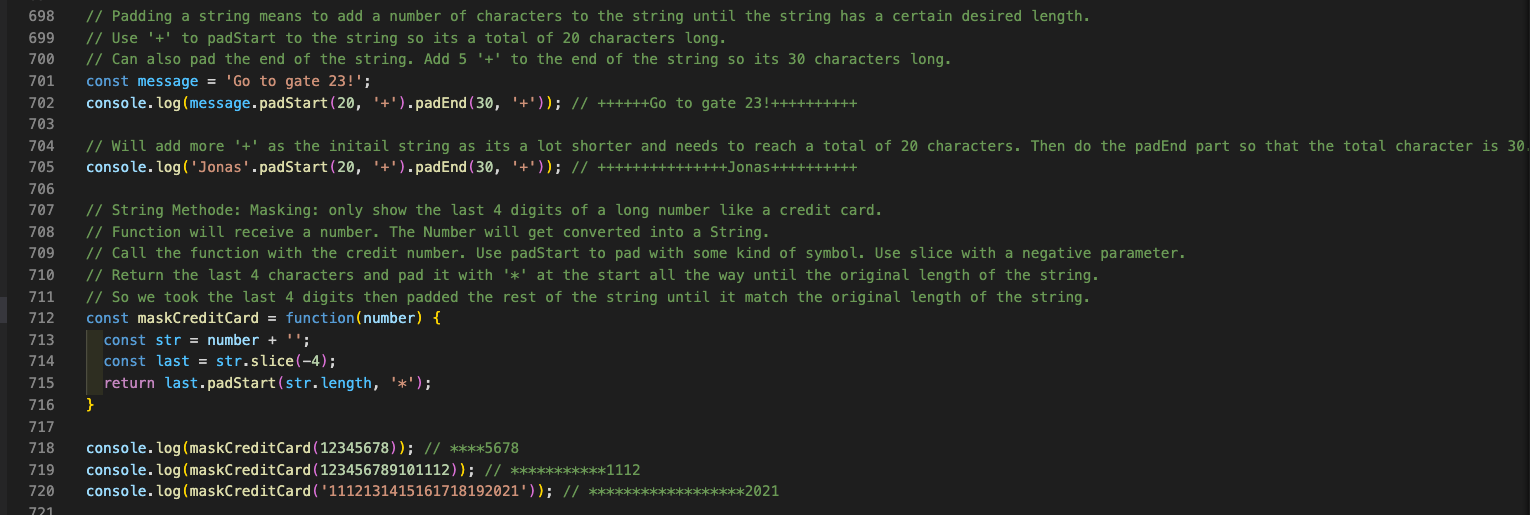 698 // Padding a string means to add a number of characters to the string until the string has a certain desired length.
699 // Use '+' to padStart to the string so its a total of 20 characters long.
700 // Can also pad the end of the string. Add 5 '+' to the end of the string so its 30 characters long.
701 const message = 'Go to gate 23!';
702 console.log(message.padStart(20, '+').padEnd(30, '+')); // ++++++Go to gate 23!++++++++++
703
704 // Will add more '+' as the initail string as its a lot shorter and needs to reach a total of 20 characters. Then do the padEnd part so that the total character is 30.
705 console.log('Jonas'.padStart(20, '+').padEnd(30, '+')); // +++++++++++++++Jonas++++++++++
706
707 // String Methode: Masking: only show the last 4 digits of a long number like a credit card.
708 // Function will receive a number. The Number will get converted into a String.
709 // Call the function with the credit number. Use padStart to pad with some kind of symbol. Use slice with a negative parameter.
710 // Return the last 4 characters and pad it with '*' at the start all the way until the original length of the string.
711 // So we took the last 4 digits then padded the rest of the string until it match the original length of the string.
712 const maskCreditCard = function(number) {
713 const str = number + '';
714 const last = str.slice(-4);
715 return last.padStart(str.length, '*');
716 }
717
718 console.log(maskCreditCard(12345678)); // ****5678
719 console.log(maskCreditCard(123456789101112)); // ***********1112
720 console.log(maskCreditCard('1112131415161718192021')); // ******************2021
721